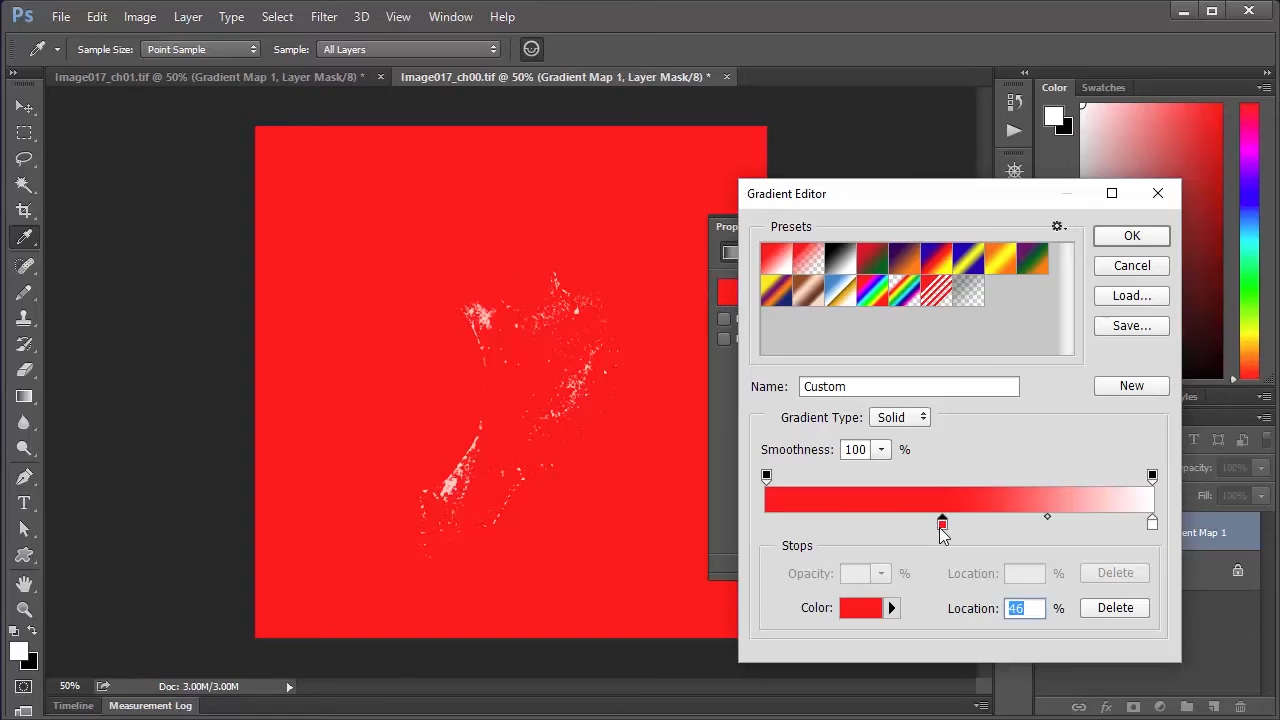 Ps File Edit Image Layer Type Select Filter 3D View Window Help
Sample Size: Point Sample Sample: All Layers
Image017_ch01.tif @ 50% (Gradient Map 1, Layer Mask/8) * Image017_ch00.tif @ 50% (Gradient Map 1, Layer Mask/8) *
Color Swatches
Gradient Editor
Presets
OK
Cancel
Load...
Save...
Name: Custom
New
Gradient Type: Solid
Smoothness: 100 %
Stops
Opacity: % Location: % Delete
Color: Location: 46 % Delete
Opacity: 100%
Fill: 100%
50% Doc: 3.00M/3.00M
Timeline Measurement Log